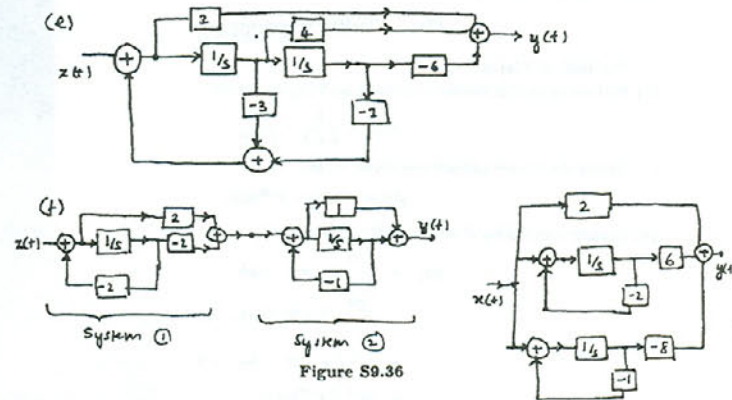 (e)
2
4
x(t) + 1/s 1/s -6 + y(t)
-3
-2
+
(f)
2
x(t) + 1/s -2 +
-2
System ①
1
+ 1/s + y(t)
-1
System ②
2
+ 1/s 6 + y(t)
-2
x(t)
+ 1/s -8
-1
Figure S9.36